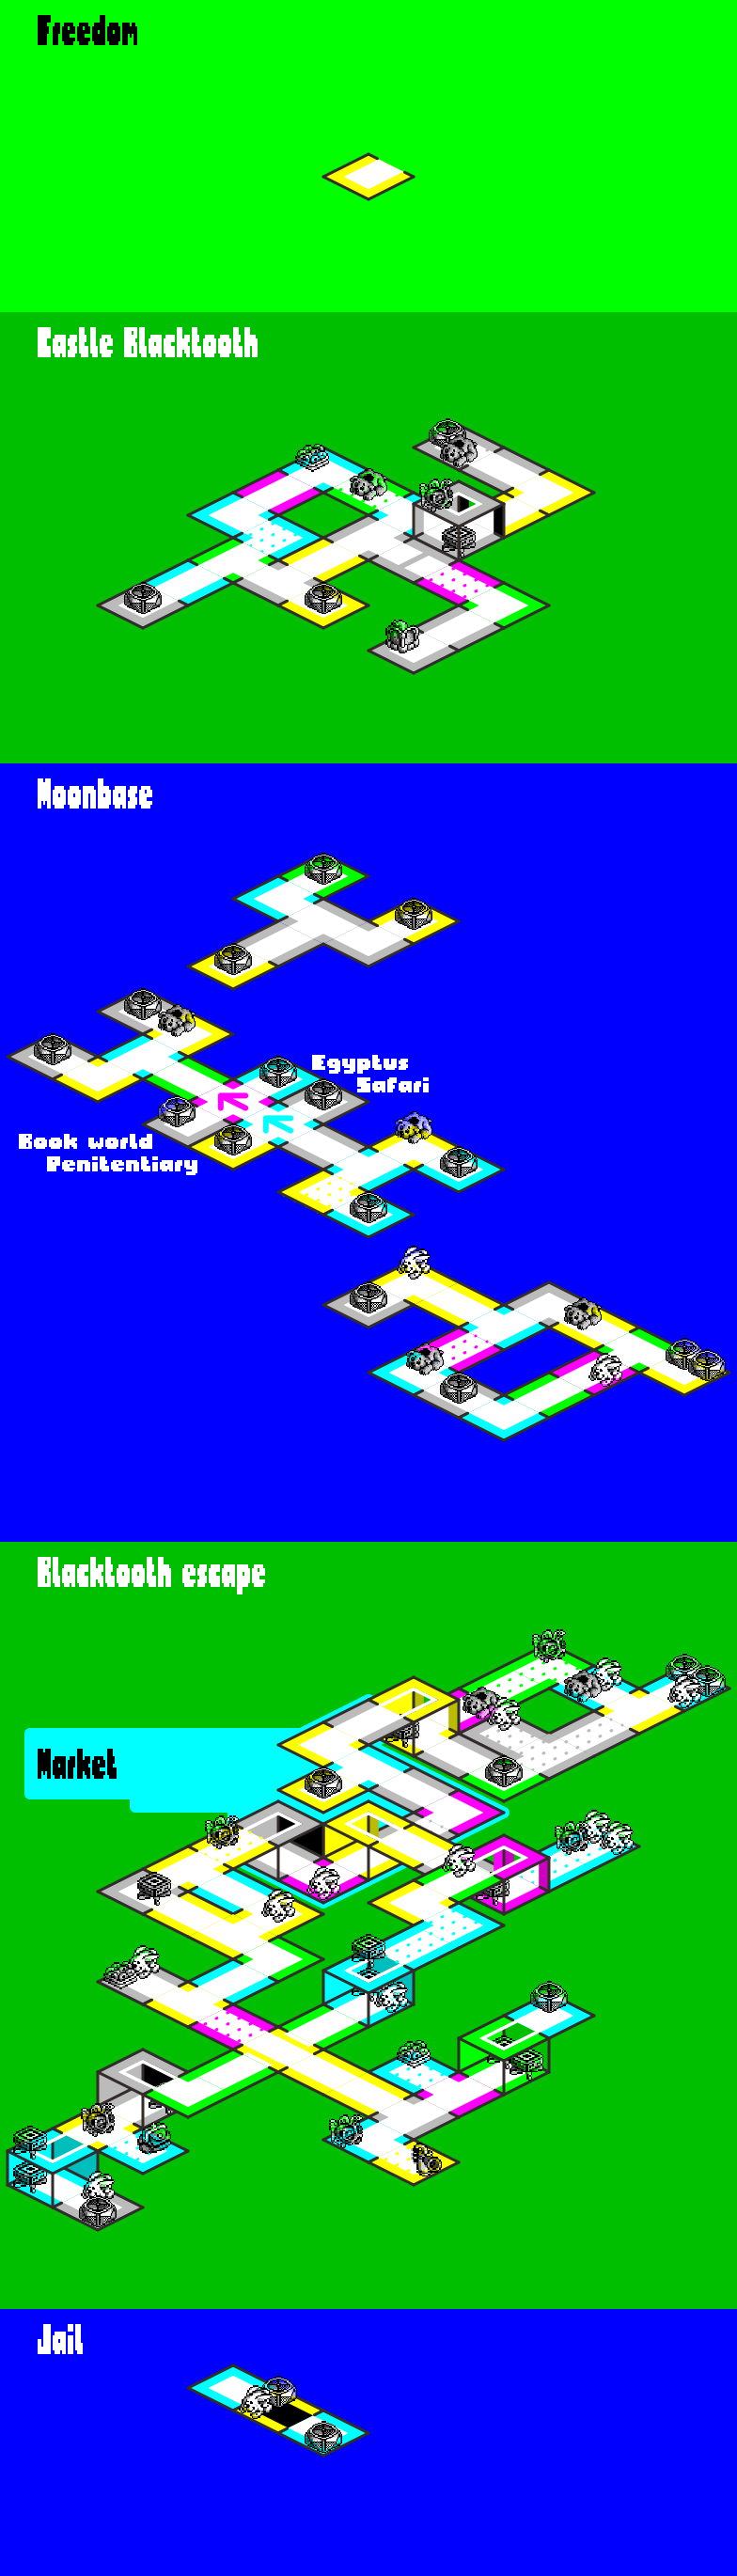 Freedom
Castle Blacktooth
Moonbase
Egyptus
Safari
Book world
Penitentiary
Blacktooth escape
Market
Jail